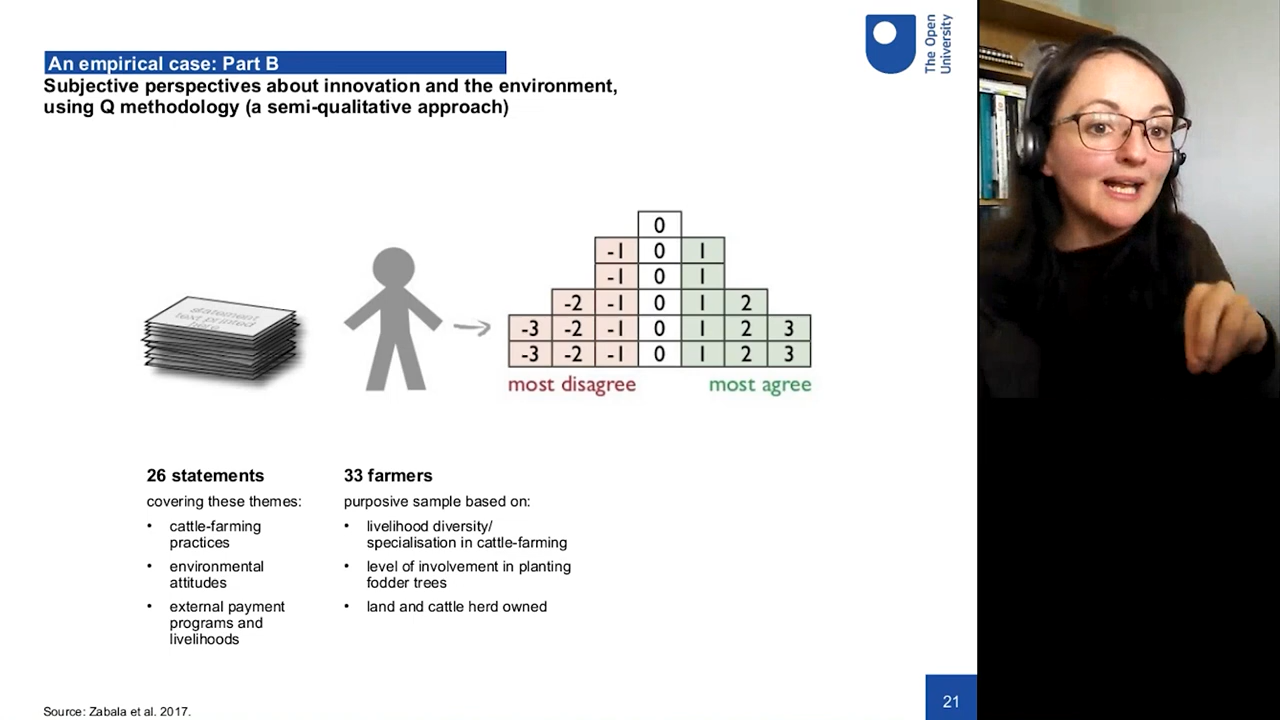 The Open
University
An empirical case: Part B
Subjective perspectives about innovation and the environment,
using Q methodology (a semi-qualitative approach)
statement
text printed
here
0
-1 0 1
-1 0 1
-2 -1 0 1 2
-3 -2 -1 0 1 2 3
-3 -2 -1 0 1 2 3
most disagree most agree
26 statements
covering these themes:
• cattle-farming
practices
• environmental
attitudes
• external payment
programs and
livelihoods
33 farmers
purposive sample based on:
• livelihood diversity/
specialisation in cattle-farming
• level of involvement in planting
fodder trees
• land and cattle herd owned
Source: Zabala et al. 2017.
21